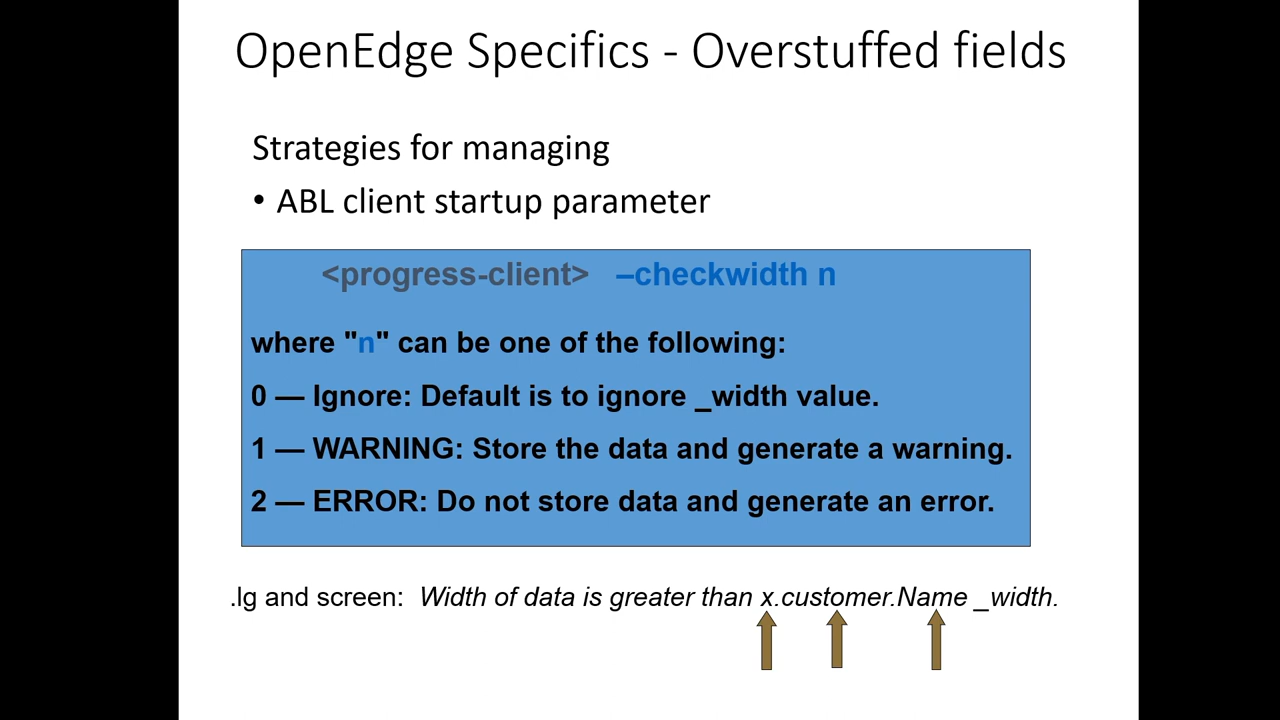 OpenEdge Specifics - Overstuffed fields
Strategies for managing
• ABL client startup parameter
<progress-client> –checkwidth n
where "n" can be one of the following:
0 — Ignore: Default is to ignore _width value.
1 — WARNING: Store the data and generate a warning.
2 — ERROR: Do not store data and generate an error.
.lg and screen: Width of data is greater than x.customer.Name _width.